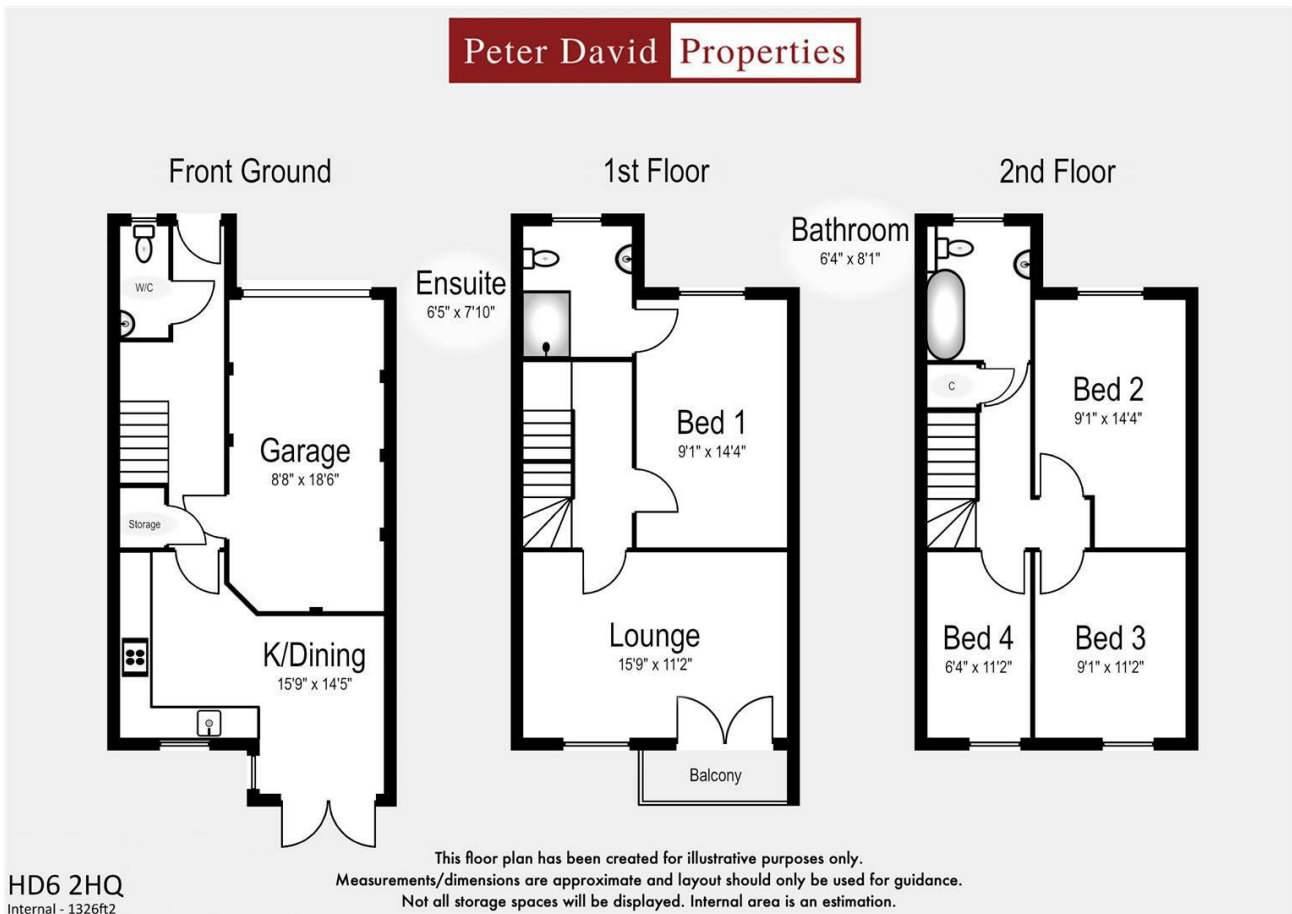 Peter David Properties
Front Ground
W/C
Garage
8'8" x 18'6"
Storage
K/Dining
15'9" x 14'5"
1st Floor
Ensuite
6'5" x 7'10"
Bed 1
9'1" x 14'4"
Lounge
15'9" x 11'2"
Balcony
2nd Floor
Bathroom
6'4" x 8'1"
C
Bed 2
9'1" x 14'4"
Bed 4
6'4" x 11'2"
Bed 3
9'1" x 11'2"
This floor plan has been created for illustrative purposes only.
Measurements/dimensions are approximate and layout should only be used for guidance.
Not all storage spaces will be displayed. Internal area is an estimation.
HD6 2HQ
Internal - 1326ft2